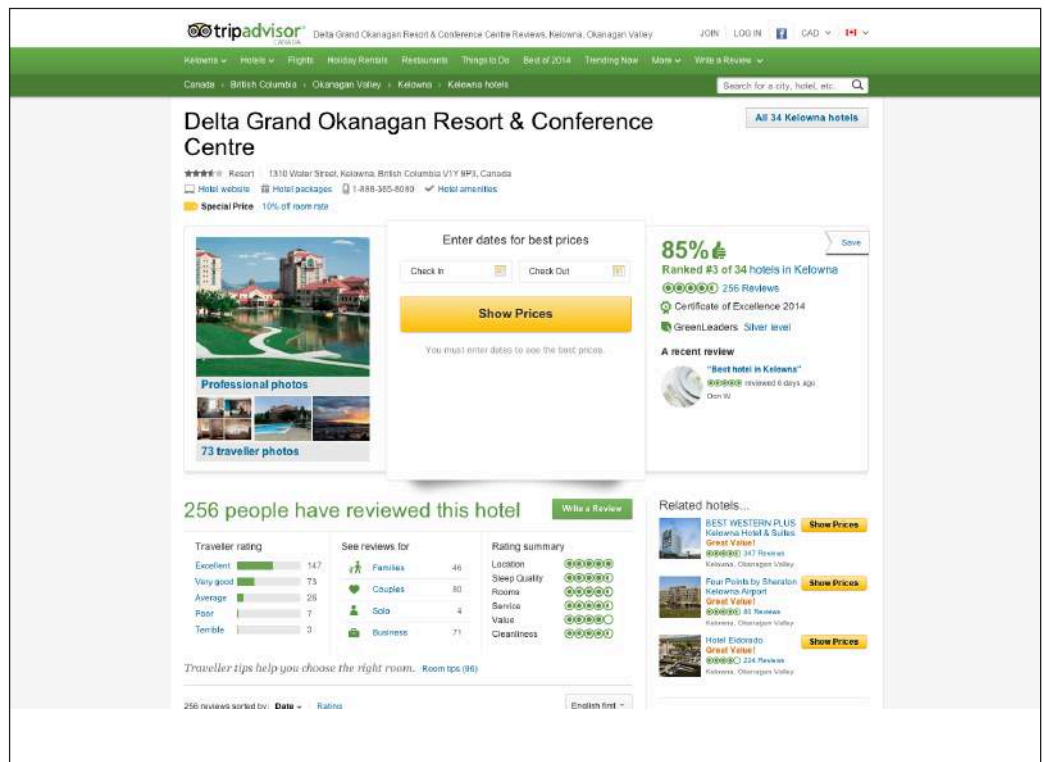 tripadvisor
CANADA
Delta Grand Okanagan Resort & Conference Centre Reviews, Kelowna, Okanagan Valley
JOIN LOG IN CAD
Kelowna Hotels Flights Holiday Rentals Restaurants Things to Do Best of 2014 Trending Now More Write a Review
Canada › British Columbia › Okanagan Valley › Kelowna › Kelowna hotels
Search for a city, hotel, etc.
Delta Grand Okanagan Resort & Conference
Centre
All 34 Kelowna hotels
Resort 1310 Water Street, Kelowna, British Columbia V1Y 9P3, Canada
Hotel website Hotel packages 1-888-365-8080 Hotel amenities
Special Price 10% off room rate
Professional photos
73 traveller photos
Enter dates for best prices
Check In Check Out
Show Prices
You must enter dates to see the best prices.
Save
85%
Ranked #3 of 34 hotels in Kelowna
256 Reviews
Certificate of Excellence 2014
GreenLeaders Silver level
A recent review
"Best hotel in Kelowna"
reviewed 6 days ago
Don W
256 people have reviewed this hotel
Write a Review
Traveller rating
Excellent 147
Very good 73
Average 26
Poor 7
Terrible 3
See reviews for
Families 46
Couples 80
Solo 4
Business 71
Rating summary
Location
Sleep Quality
Rooms
Service
Value
Cleanliness
Traveller tips help you choose the right room. Room tips (96)
256 reviews sorted by: Date Rating
English first
Related hotels...
BEST WESTERN PLUS
Kelowna Hotel & Suites
Great Value!
347 Reviews
Kelowna, Okanagan Valley
Show Prices
Four Points by Sheraton
Kelowna Airport
Great Value!
81 Reviews
Kelowna, Okanagan Valley
Show Prices
Hotel Eldorado
Great Value!
224 Reviews
Kelowna, Okanagan Valley
Show Prices